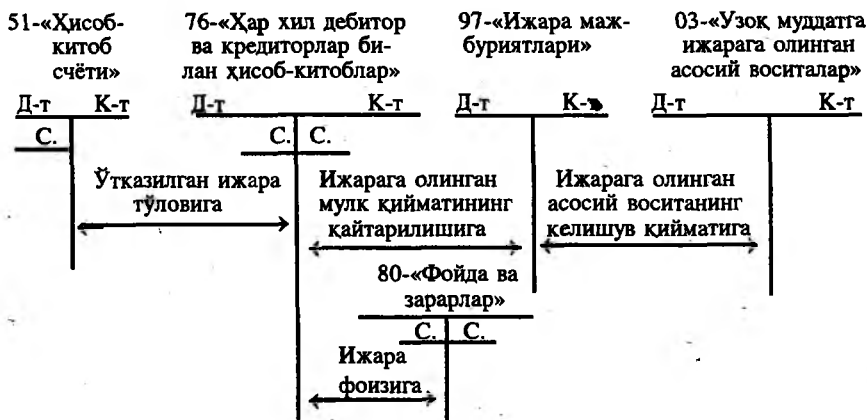 51-«Ҳисоб-
китоб
счёти»
76-«Ҳар хил дебитор
ва кредиторлар би-
лан ҳисоб-китоблар»
97-«Ижара маж-
буриятлари»
03-«Узоқ муддатга
ижарага олинган
асосий воситалар»
Д-т К-т
Д-т К-т
Д-т К-т
Д-т К-т
С.
С. С.
Ўтказилган ижара
тўловига
Ижарага олинган
мулк қийматининг
қайтарилишига
Ижарага олинган
асосий воситанинг
келишув қийматига
80-«Фойда ва
зарарлар»
С. С.
Ижара
фоизига